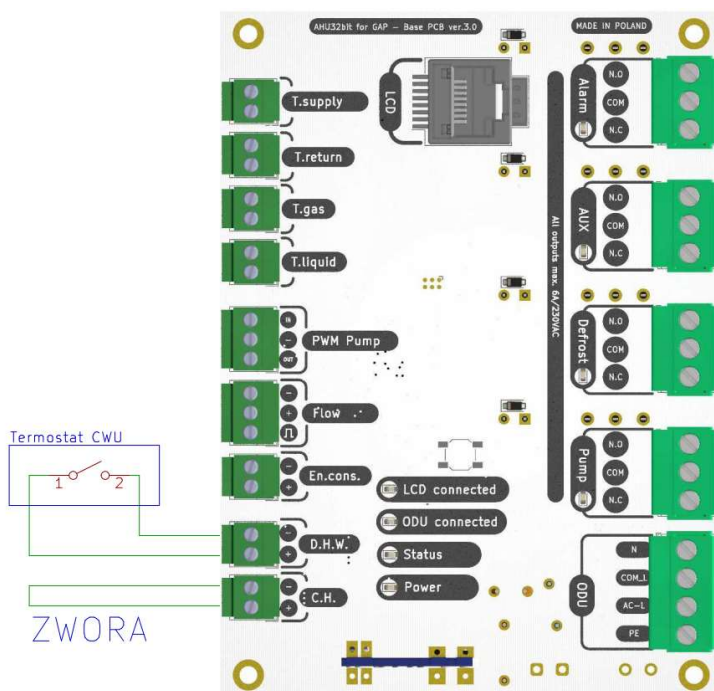 AHU32bit for GAP - Base PCB ver.3.0
MADE IN POLAND
T.supply
T.return
T.gas
T.liquid
IN
-
OUT
PWM Pump
-
+
Flow
-
+
En.cons.
-
+
D.H.W.
-
+
C.H.
LCD
LCD connected
ODU connected
Status
Power
All outputs max. 6A/230VAC
Alarm
N.O
COM
N.C
AUX
N.O
COM
N.C
Defrost
N.O
COM
N.C
Pump
N.O
COM
N.C
ODU
N
COM_L
AC-L
PE
Termostat CWU
1 2
ZWORA